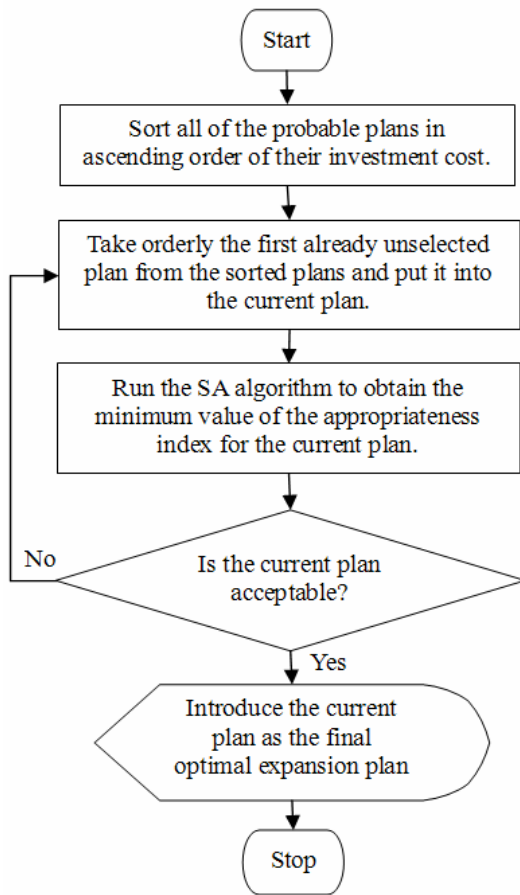 Start
Sort all of the probable plans in
ascending order of their investment cost.
Take orderly the first already unselected
plan from the sorted plans and put it into
the current plan.
Run the SA algorithm to obtain the
minimum value of the appropriateness
index for the current plan.
No
Is the current plan
acceptable?
Yes
Introduce the current
plan as the final
optimal expansion plan
Stop